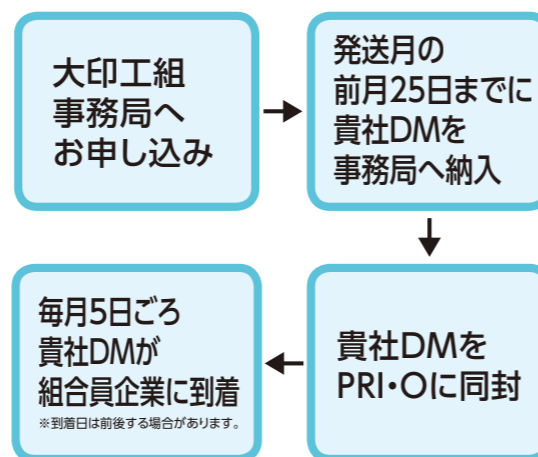 大印工組
事務局へ
お申し込み
発送月の
前月25日までに
貴社DMを
事務局へ納入
貴社DMを
PRI・Oに同封
毎月5日ごろ
貴社DMが
組合員企業に到着
※到着日は前後する場合があります。